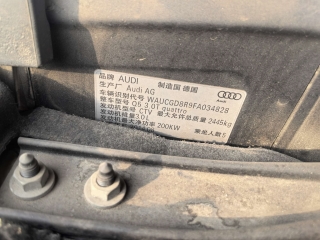 品牌 AUDI 制造国 德国
生产厂 Audi AG
车辆识别代号 WAUCGD8R9FA034828
整车型号 Q5 3.0T quattro
发动机型号 CTV 最大允许总质量 2445kg
发动机排量 3.0L
发动机最大净功率 200KW 乘坐人数 5
Audi